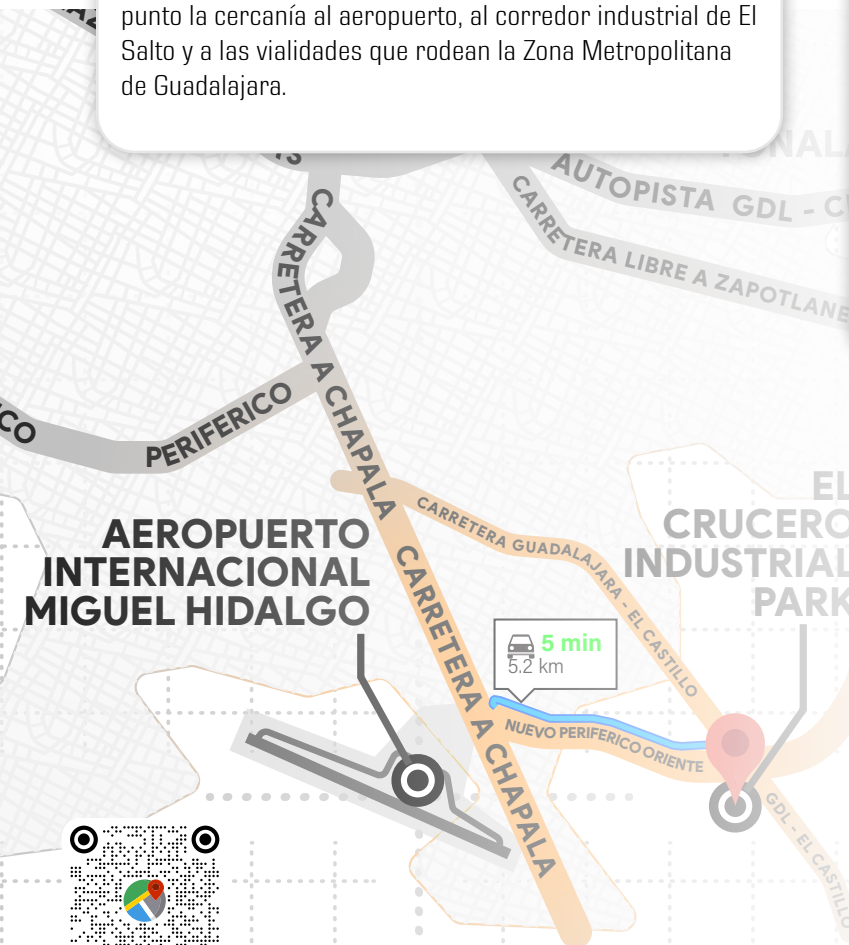 punto la cercanía al aeropuerto, al corredor industrial de El
Salto y a las vialidades que rodean la Zona Metropolitana
de Guadalajara.
AUTOPISTA GDL - 
CARRETERA LIBRE A ZAPOTLANE
CARRETERA A CHAPALA
PERIFERICO
CARRETERA GUADALAJARA - EL CASTILLO
AEROPUERTO
INTERNACIONAL
MIGUEL HIDALGO
EL
CRUCERO
INDUSTRIAL
PARK
CARRETERA A CHAPALA
5 min
5.2 km
NUEVO PERIFERICO ORIENTE
GDL - EL CASTILLO